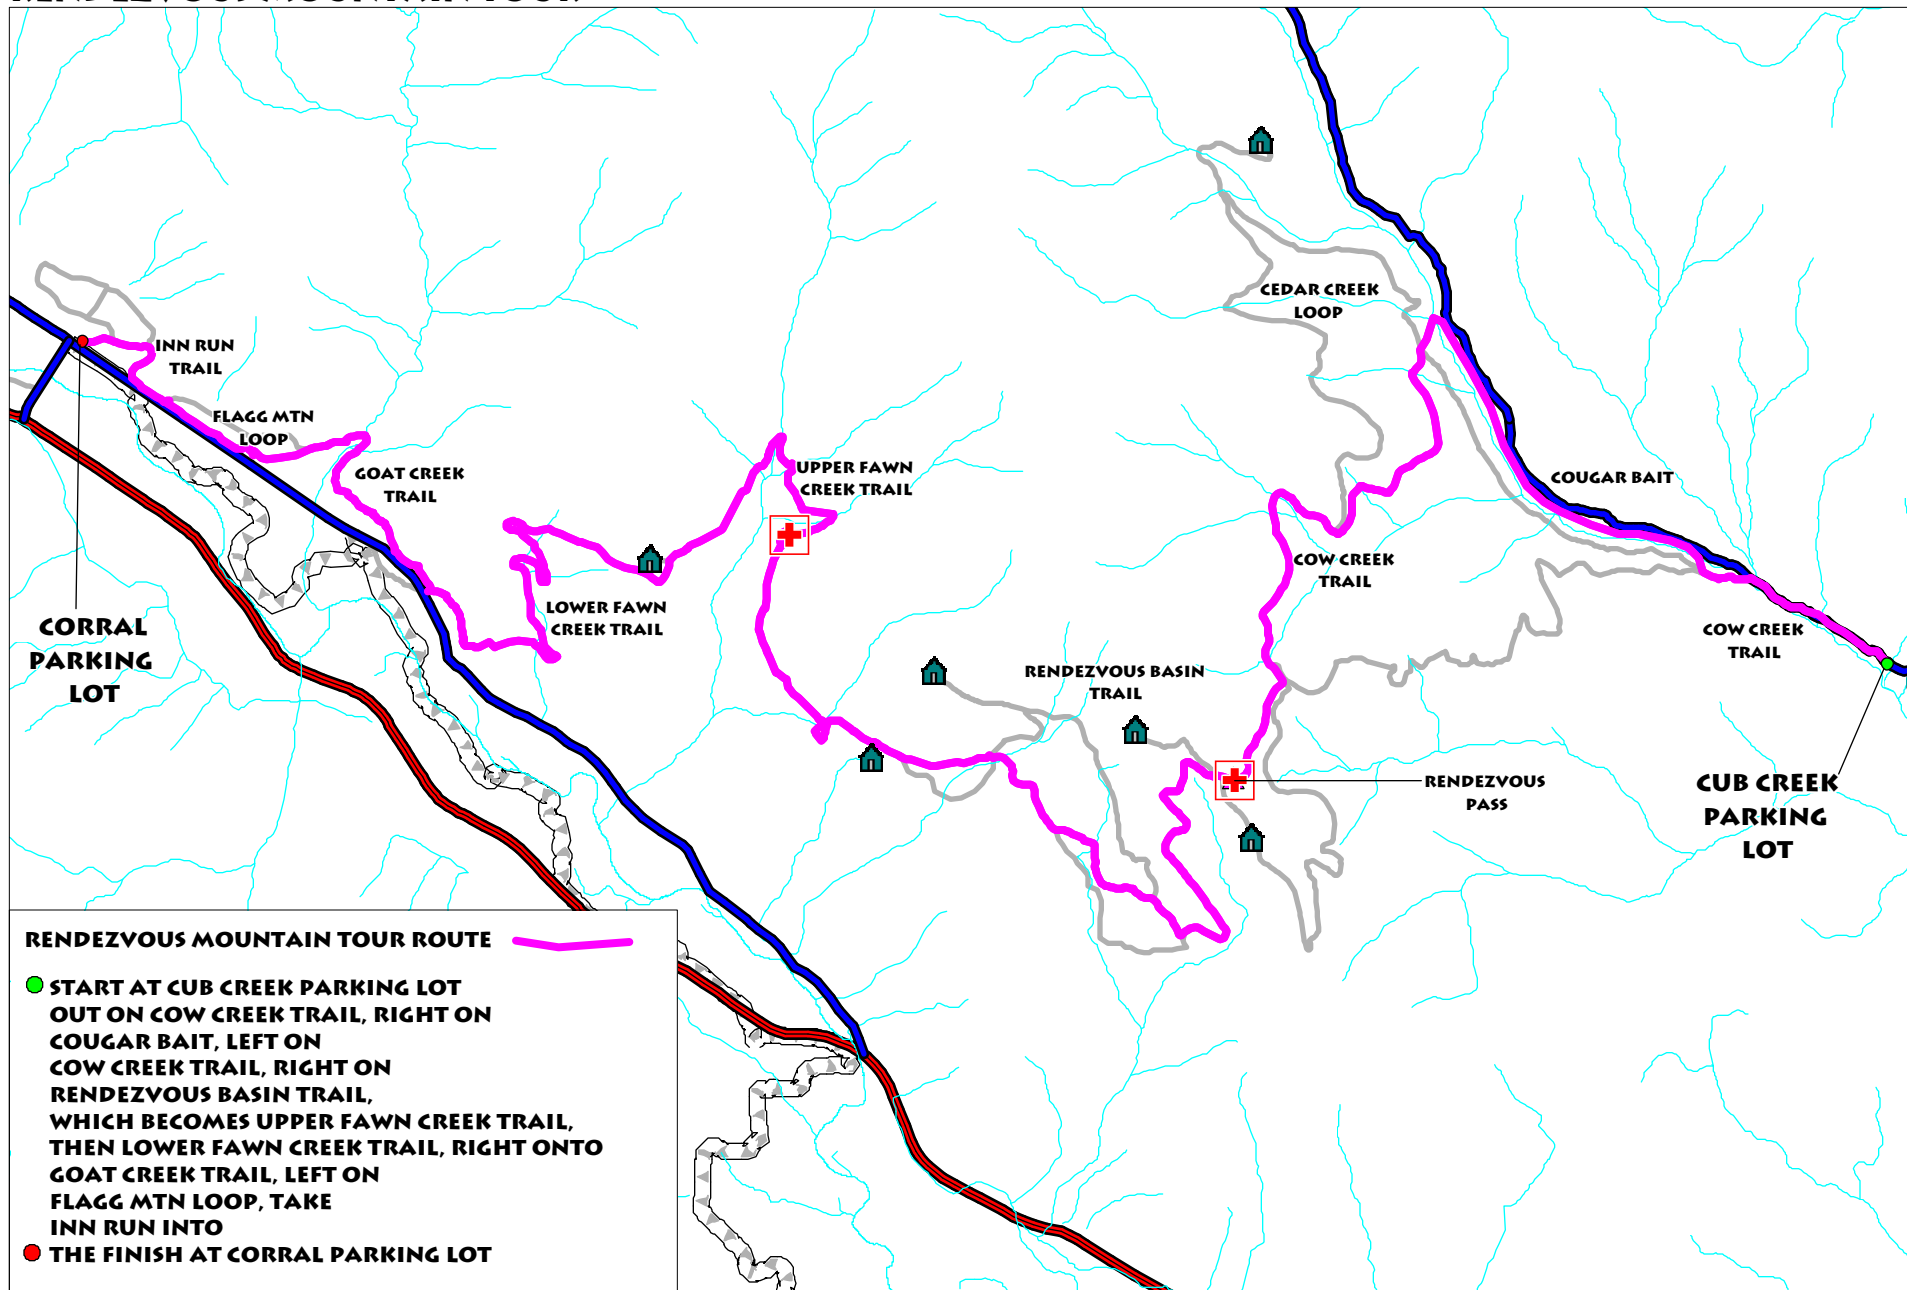 INN RUN
TRAIL
FLAGG MTN
LOOP
GOAT CREEK
TRAIL
UPPER FAWN
CREEK TRAIL
LOWER FAWN
CREEK TRAIL
CEDAR CREEK
LOOP
COUGAR BAIT
COW CREEK
TRAIL
COW CREEK
TRAIL
RENDEZVOUS BASIN
TRAIL
RENDEZVOUS
PASS
CORRAL
PARKING
LOT
CUB CREEK
PARKING
LOT
RENDEZVOUS MOUNTAIN TOUR ROUTE
START AT CUB CREEK PARKING LOT
OUT ON COW CREEK TRAIL, RIGHT ON
COUGAR BAIT, LEFT ON
COW CREEK TRAIL, RIGHT ON
RENDEZVOUS BASIN TRAIL,
WHICH BECOMES UPPER FAWN CREEK TRAIL,
THEN LOWER FAWN CREEK TRAIL, RIGHT ONTO
GOAT CREEK TRAIL, LEFT ON
FLAGG MTN LOOP, TAKE
INN RUN INTO
THE FINISH AT CORRAL PARKING LOT